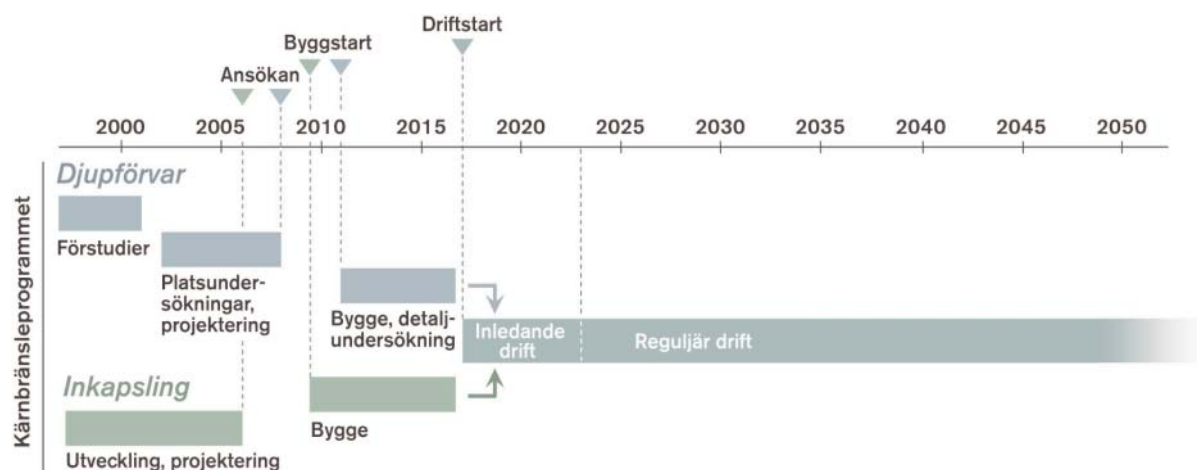 Driftstart
Byggstart
Ansökan
2000 2005 2010 2015 2020 2025 2030 2035 2040 2045 2050
Kärnbränsleprogrammet
Djupförvar
Förstudier
Platsunder-
sökningar,
projektering
Bygge, detalj-
undersökning
Inledande
drift
Reguljär drift
Inkapsling
Bygge
Utveckling, projektering